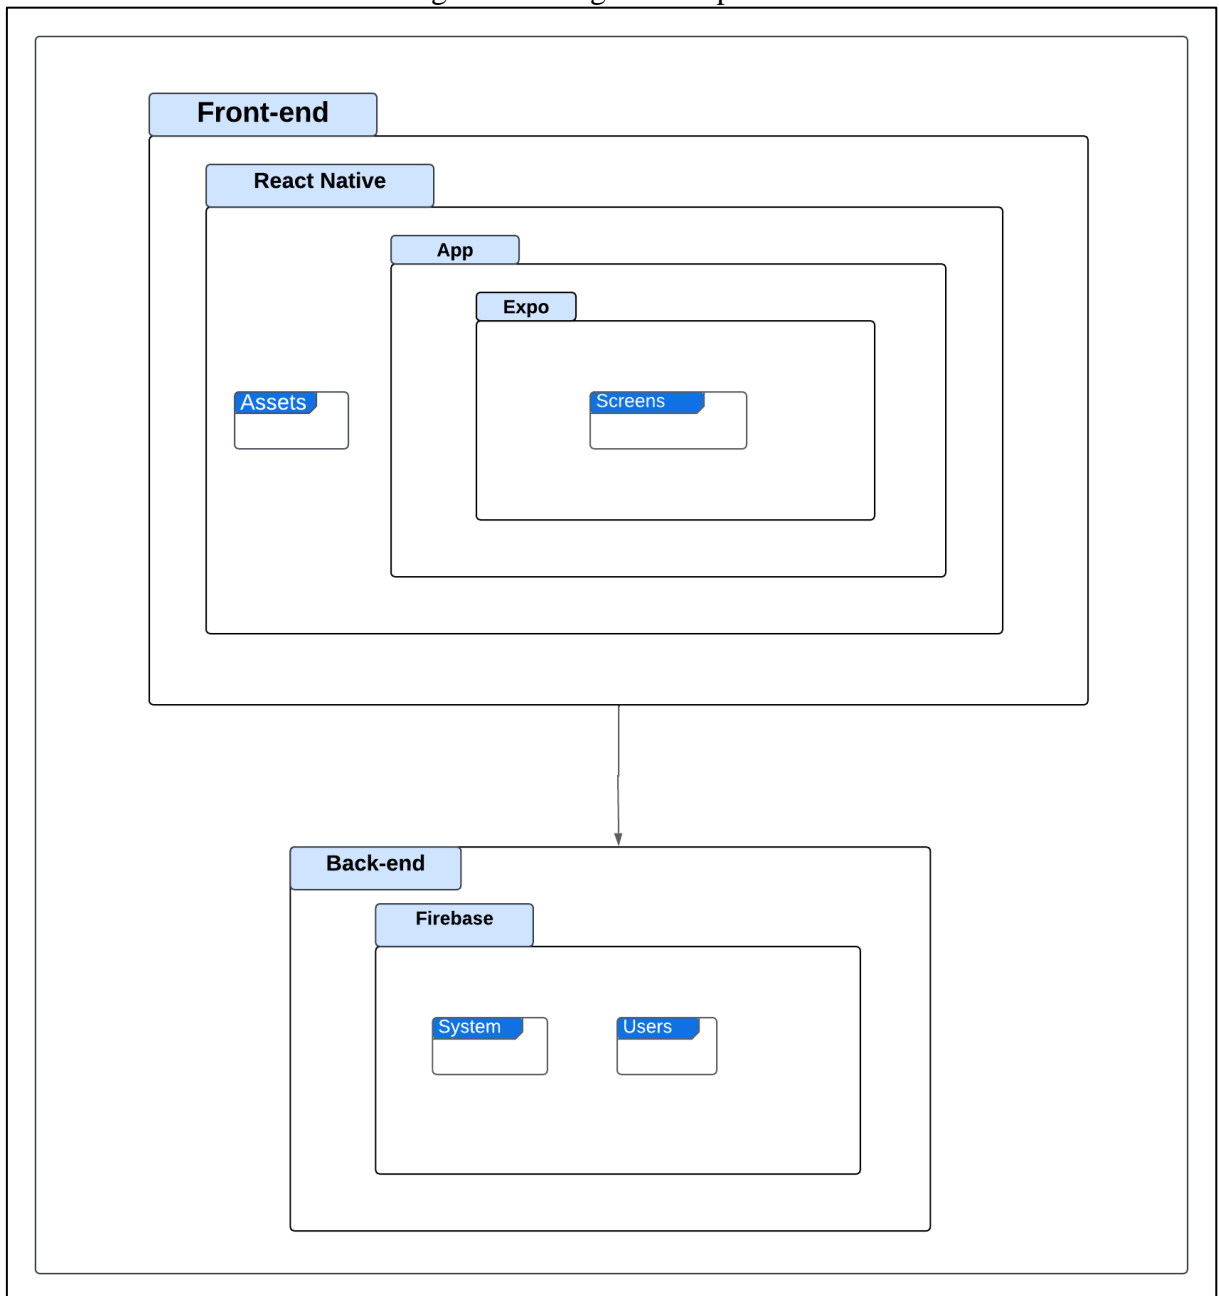 Front-end
React Native
App
Expo
Assets
Screens
Back-end
Firebase
System
Users